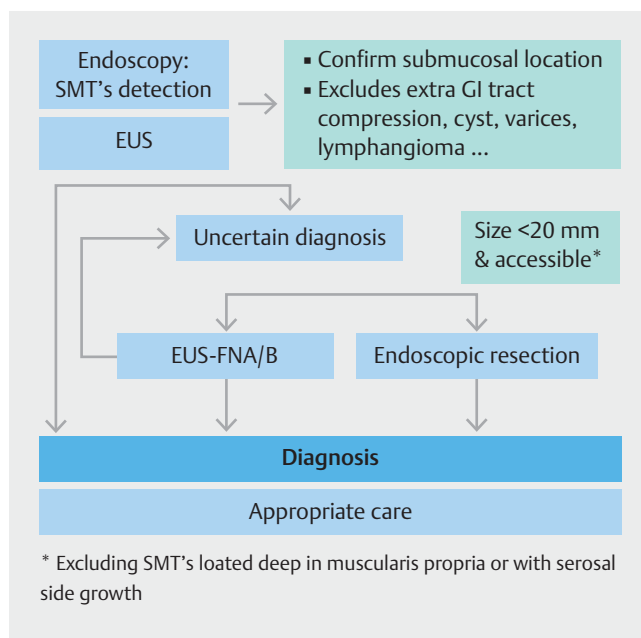 Endoscopy:
SMT's detection
EUS
▪ Confirm submucosal location
▪ Excludes extra GI tract
compression, cyst, varices,
lymphangioma ...
Uncertain diagnosis
Size <20 mm
& accessible*
EUS-FNA/B
Endoscopic resection
Diagnosis
Appropriate care
* Excluding SMT's loated deep in muscularis propria or with serosal
side growth